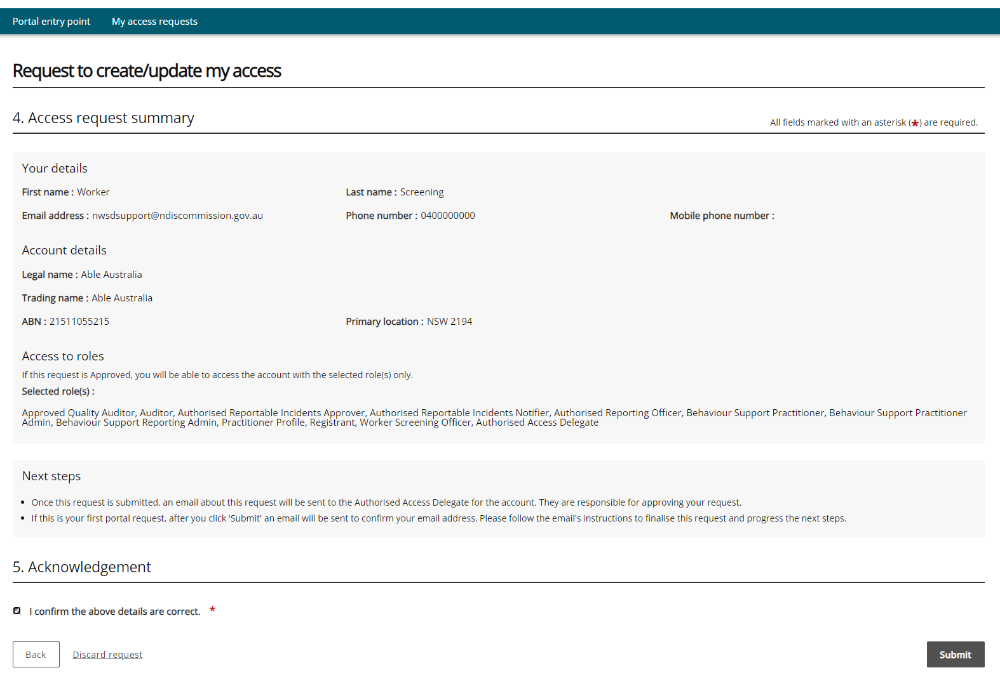 Portal entry point My access requests
Request to create/update my access
4. Access request summary
All fields marked with an asterisk (*) are required.
Your details
First name : Worker Last name : Screening
Email address : nwsdsupport@ndiscommission.gov.au Phone number : 0400000000 Mobile phone number :
Account details
Legal name : Able Australia
Trading name : Able Australia
ABN : 21511055215 Primary location : NSW 2194
Access to roles
If this request is Approved, you will be able to access the account with the selected role(s) only.
Selected role(s) :
Approved Quality Auditor, Auditor, Authorised Reportable Incidents Approver, Authorised Reportable Incidents Notifier, Authorised Reporting Officer, Behaviour Support Practitioner, Behaviour Support Practitioner
Admin, Behaviour Support Reporting Admin, Practitioner Profile, Registrant, Worker Screening Officer, Authorised Access Delegate
Next steps
• Once this request is submitted, an email about this request will be sent to the Authorised Access Delegate for the account. They are responsible for approving your request.
• If this is your first portal request, after you click 'Submit' an email will be sent to confirm your email address. Please follow the email's instructions to finalise this request and progress the next steps.
5. Acknowledgement
I confirm the above details are correct. *
Back Discard request Submit